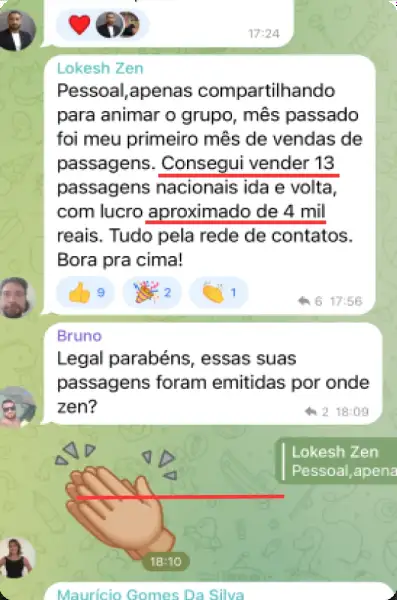 17:24
Lokesh Zen
Pessoal,apenas compartilhando
para animar o grupo, mês passado
foi meu primeiro mês de vendas de
passagens. Consegui vender 13
passagens nacionais ida e volta,
com lucro aproximado de 4 mil
reais. Tudo pela rede de contatos.
Bora pra cima!
9 2 1
6 17:56
Bruno
Legal parabéns, essas suas
passagens foram emitidas por onde
zen?
2 18:09
Lokesh Zen
Pessoal,apena
18:10
Maurício Gomes Da Silva